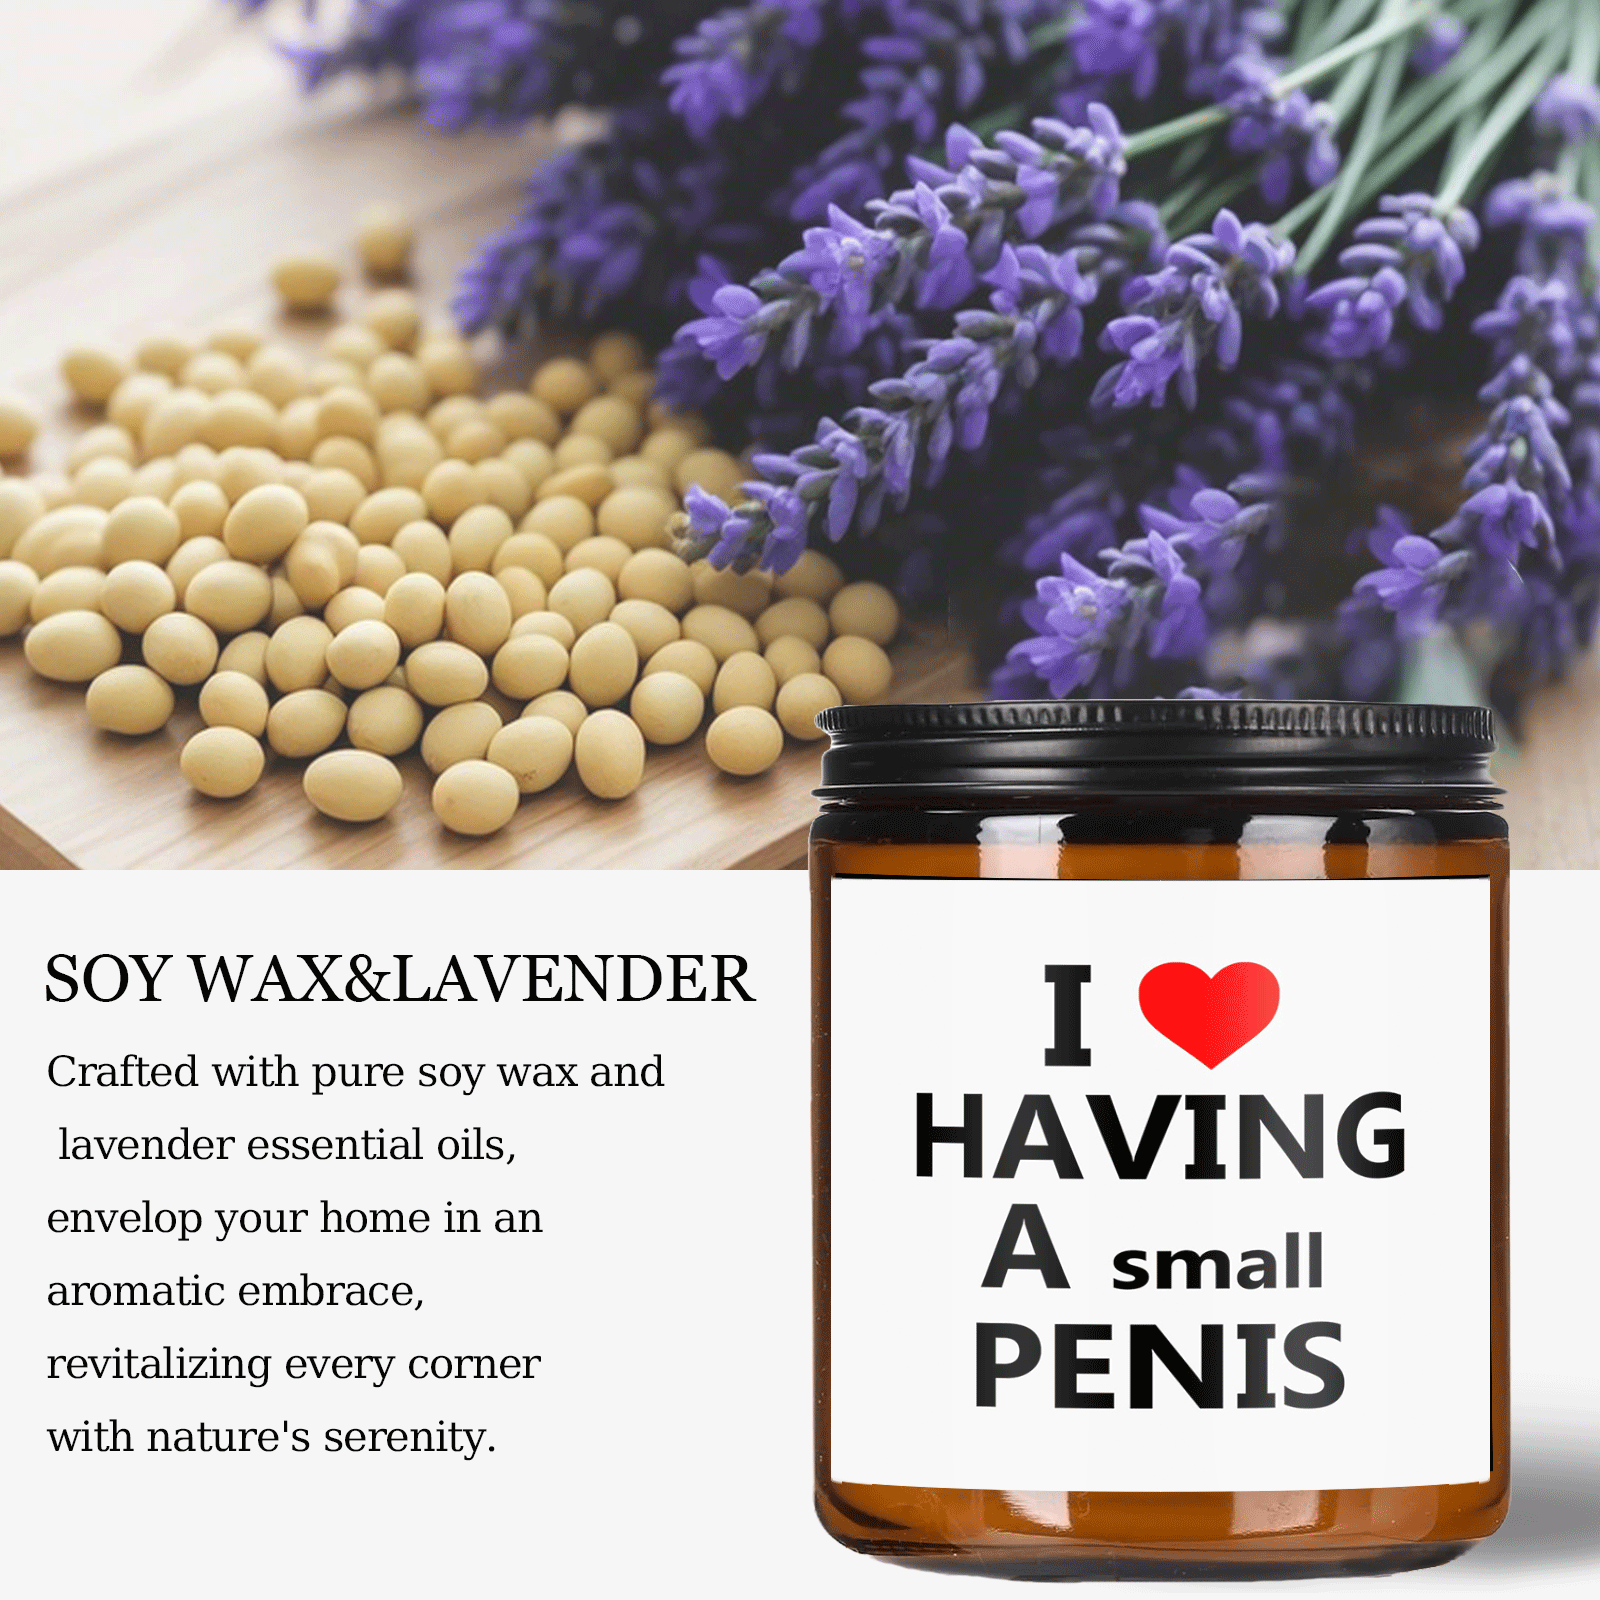 SOY WAX&LAVENDER
Crafted with pure soy wax and
lavender essential oils,
envelop your home in an
aromatic embrace,
revitalizing every corner
with nature's serenity.
I ❤
HAVING
A small
PENIS